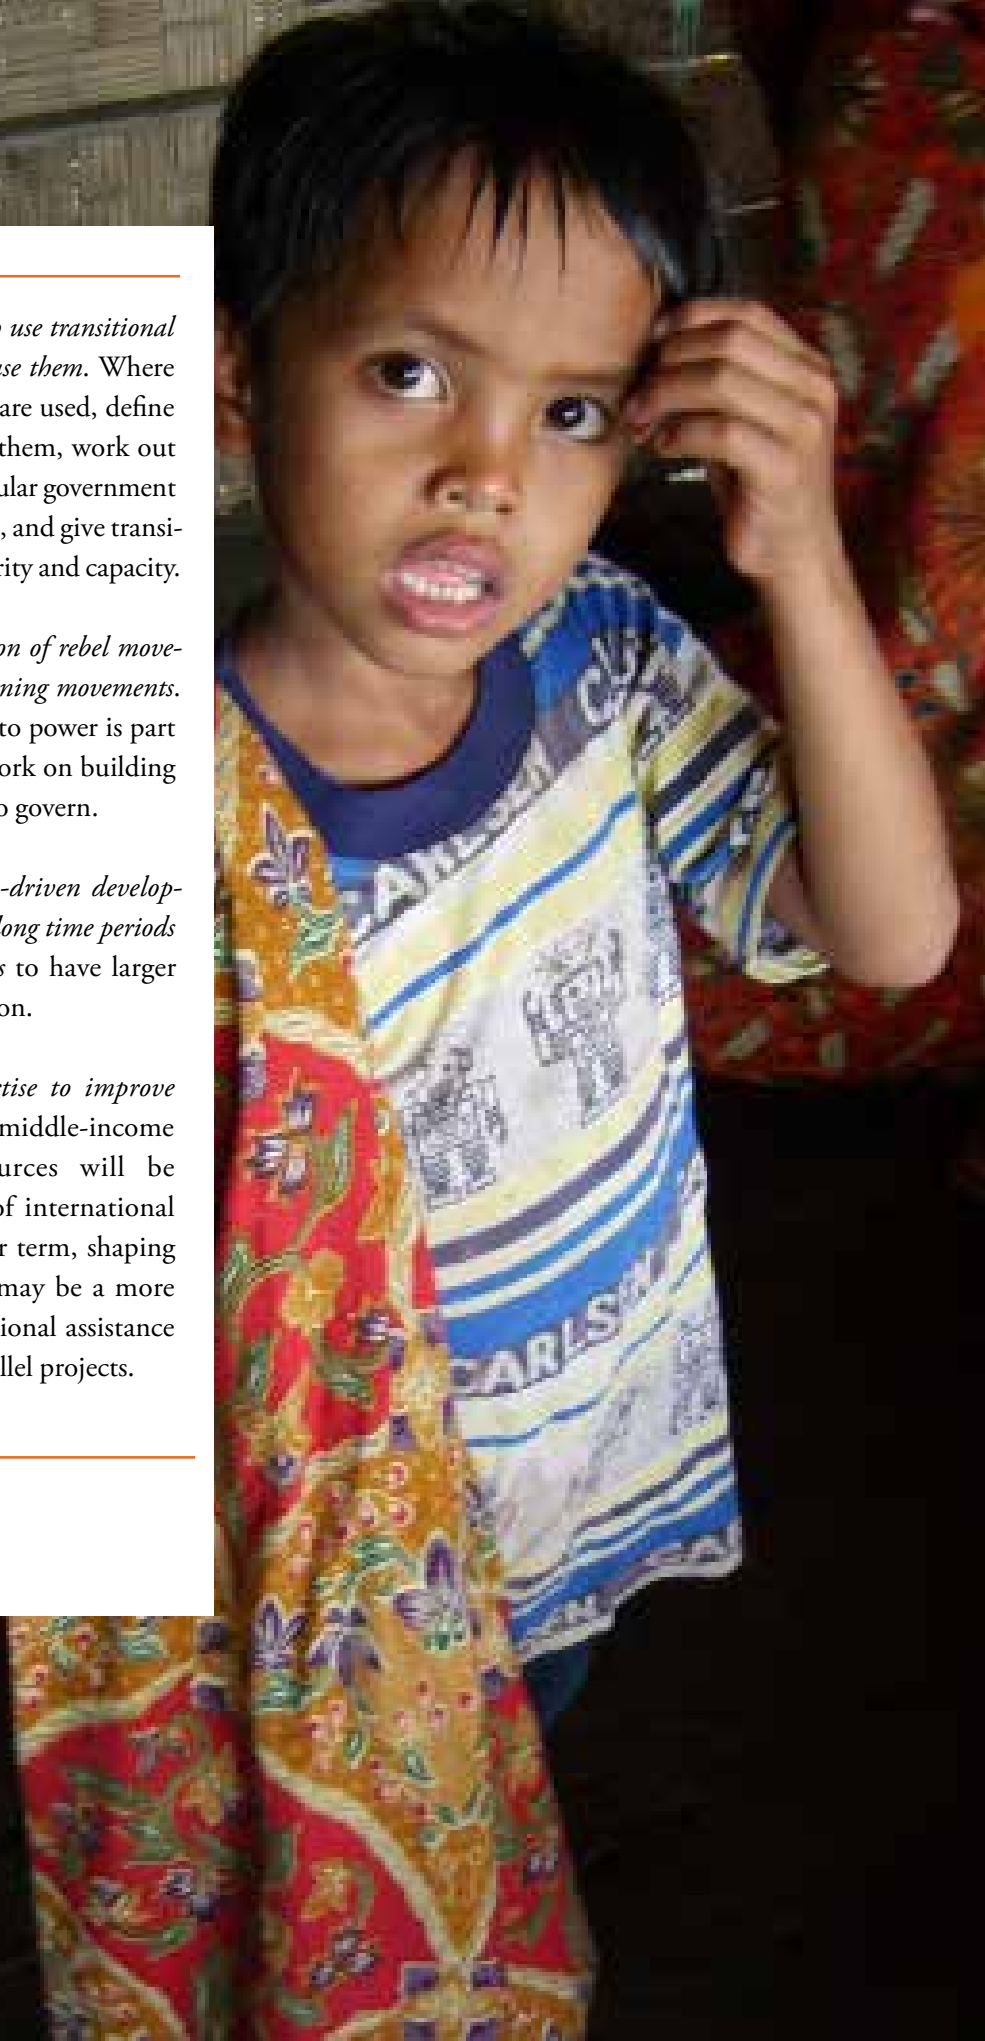 use transitional
use them. Where
are used, define
them, work out
ular government
, and give transi-
rity and capacity.
on of rebel move-
ning movements.
to power is part
ork on building
o govern.
-driven develop-
long time periods
s to have larger
on.
rtise to improve
middle-income
urces will be
of international
r term, shaping
may be a more
ional assistance
llel projects.
CARLSBERG
CARLS